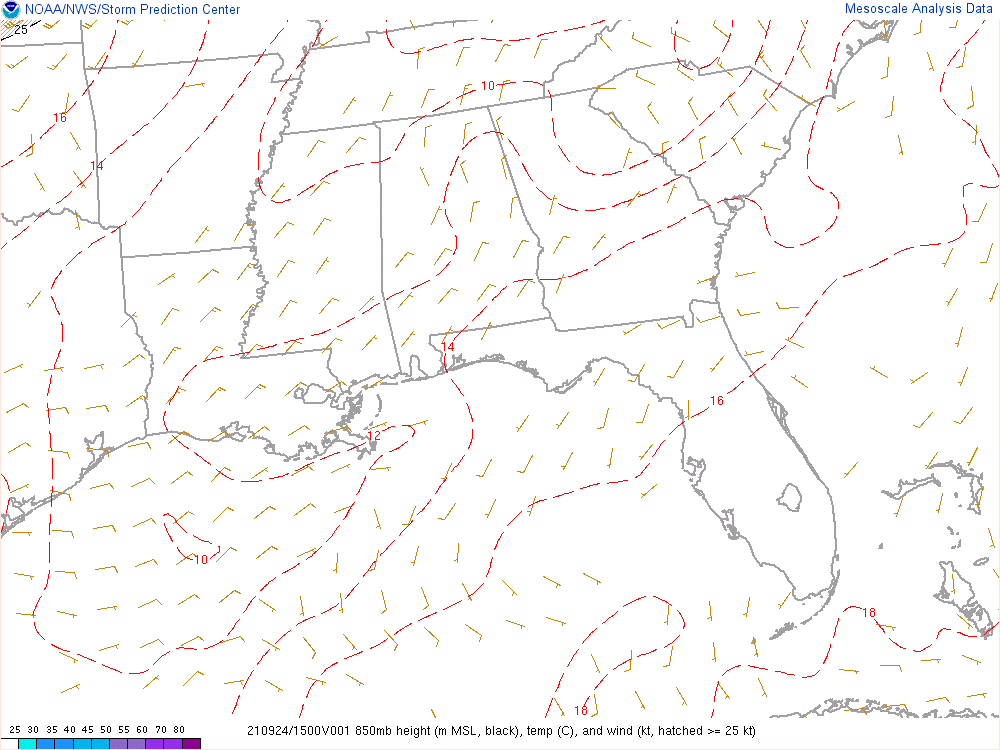 NOAA/NWS/Storm Prediction Center
Mesoscale Analysis Data
25
10
16
14
14
16
12
10
18
18
25 30 35 40 45 50 55 60 70 80
210924/1500V001 850mb height (m MSL, black), temp (C), and wind (kt, hatched >= 25 kt)